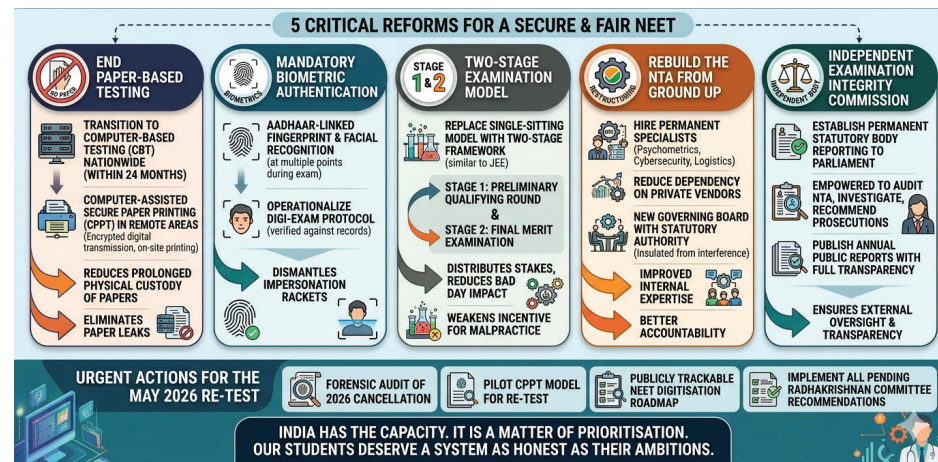 5 CRITICAL REFORMS FOR A SECURE & FAIR NEET
NO PAPER
END
PAPER-BASED
TESTING
TRANSITION TO
COMPUTER-BASED
TESTING (CBT)
NATIONWIDE
(WITHIN 24 MONTHS)
COMPUTER-ASSISTED
SECURE PAPER PRINTING
(CPPT) IN REMOTE AREAS
(Encrypted digital
transmission, on-site printing)
REDUCES PROLONGED
PHYSICAL CUSTODY
OF PAPERS
ELIMINATES
PAPER LEAKS
BIOMETRICS
MANDATORY
BIOMETRIC
AUTHENTICATION
AADHAAR-LINKED
FINGERPRINT & FACIAL
RECOGNITION
(at multiple points
during exam)
OPERATIONALIZE
DIGI-EXAM PROTOCOL
(verified against records)
DISMANTLES
IMPERSONATION
RACKETS
STAGE
1&2
TWO-STAGE
EXAMINATION
MODEL
REPLACE SINGLE-SITTING
MODEL WITH TWO-STAGE
FRAMEWORK
(similar to JEE)
STAGE 1: PRELIMINARY
QUALIFYING ROUND
&
STAGE 2: FINAL MERIT
EXAMINATION
DISTRIBUTES STAKES,
REDUCES BAD
DAY IMPACT
WEAKENS INCENTIVE
FOR MALPRACTICE
RESTRUCTURING
REBUILD THE
NTA FROM
GROUND UP
HIRE PERMANENT
SPECIALISTS
(Psychometrics,
Cybersecurity, Logistics)
REDUCE DEPENDENCY
ON PRIVATE VENDORS
NEW GOVERNING BOARD
WITH STATUTORY
AUTHORITY
(Insulated from interference)
IMPROVED
INTERNAL
EXPERTISE
BETTER
ACCOUNTABILITY
INDEPENDENT BODY
INDEPENDENT
EXAMINATION
INTEGRITY
COMMISSION
ESTABLISH PERMANENT
STATUTORY BODY
REPORTING TO
PARLIAMENT
EMPOWERED TO AUDIT
NTA, INVESTIGATE,
RECOMMEND
PROSECUTIONS
PUBLISH ANNUAL
PUBLIC REPORTS WITH
FULL TRANSPARENCY
ENSURES EXTERNAL
OVERSIGHT &
TRANSPARENCY
URGENT ACTIONS FOR THE
MAY 2026 RE-TEST
FORENSIC AUDIT OF
2026 CANCELLATION
PILOT CPPT MODEL
FOR RE-TEST
PUBLICLY TRACKABLE
NEET DIGITISATION
ROADMAP
IMPLEMENT ALL PENDING
RADHAKRISHNAN COMMITTEE
RECOMMENDATIONS
INDIA HAS THE CAPACITY. IT IS A MATTER OF PRIORITISATION.
OUR STUDENTS DESERVE A SYSTEM AS HONEST AS THEIR AMBITIONS.